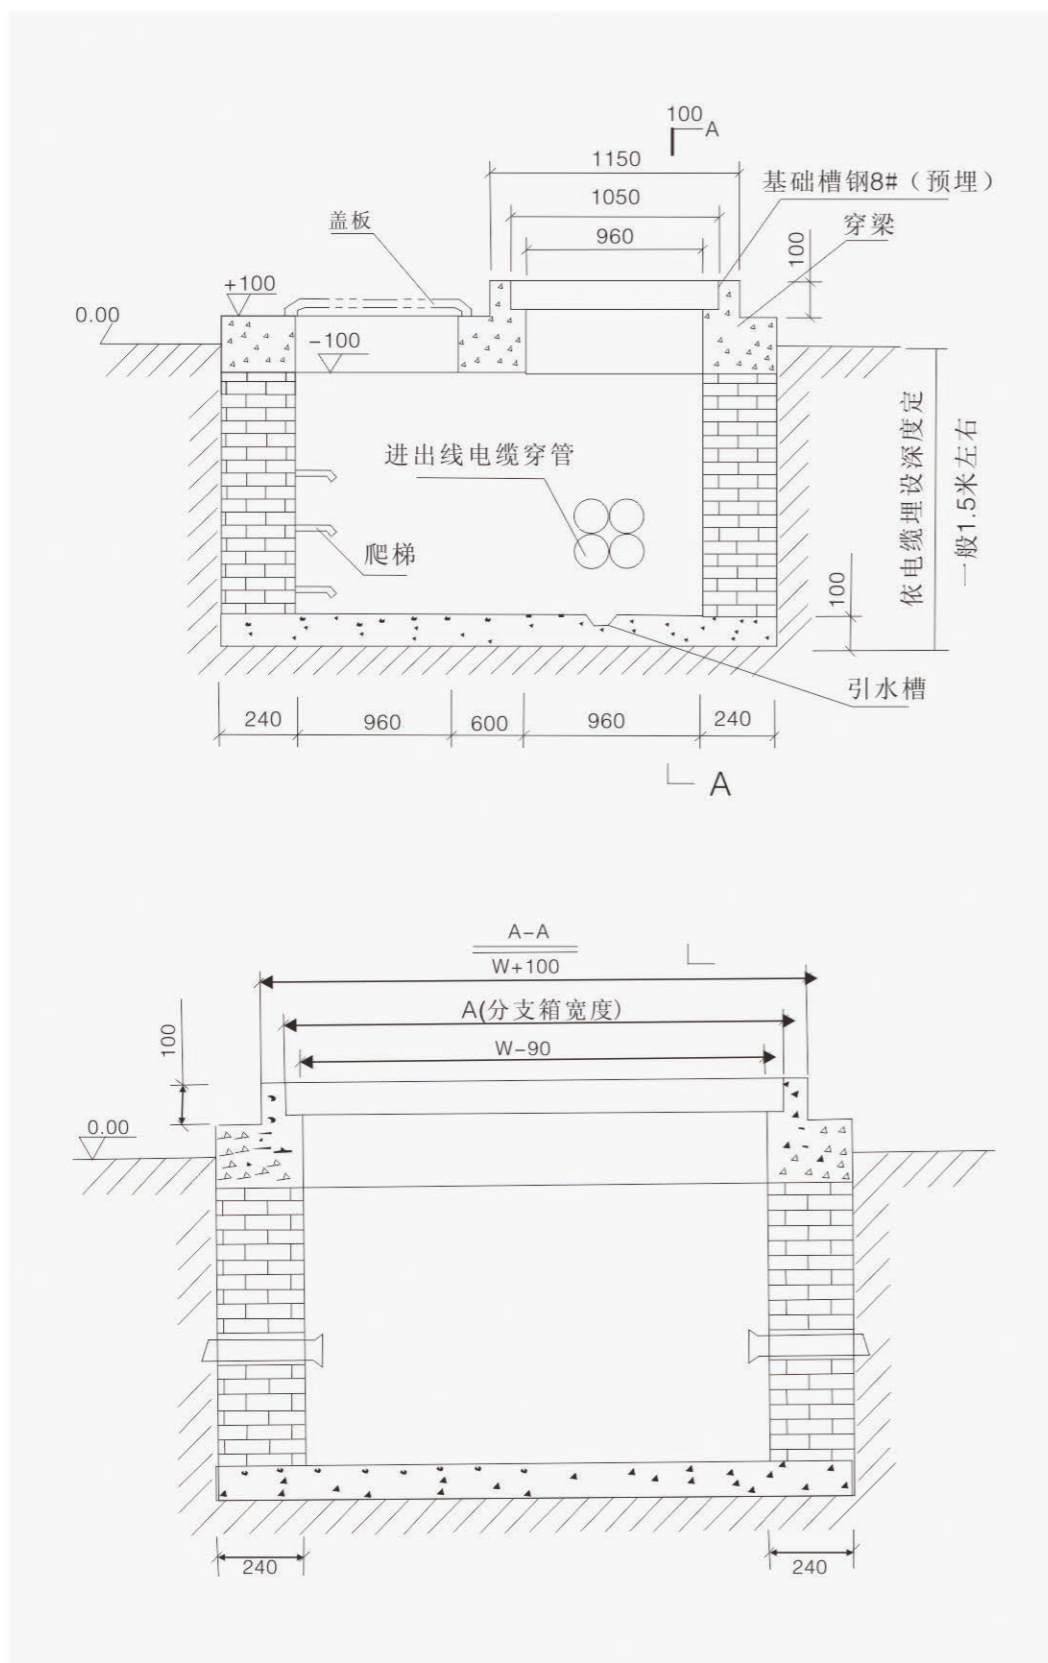 100
A
1150
基础槽钢8#（预埋）
1050
盖板
穿梁
960
100
+100
0.00
-100
进出线电缆穿管
依电缆埋设深度定
一般1.5米左右
爬梯
100
引水槽
240
960
600
960
240
A
A-A
W+100
A(分支箱宽度)
100
W-90
0.00
240
240